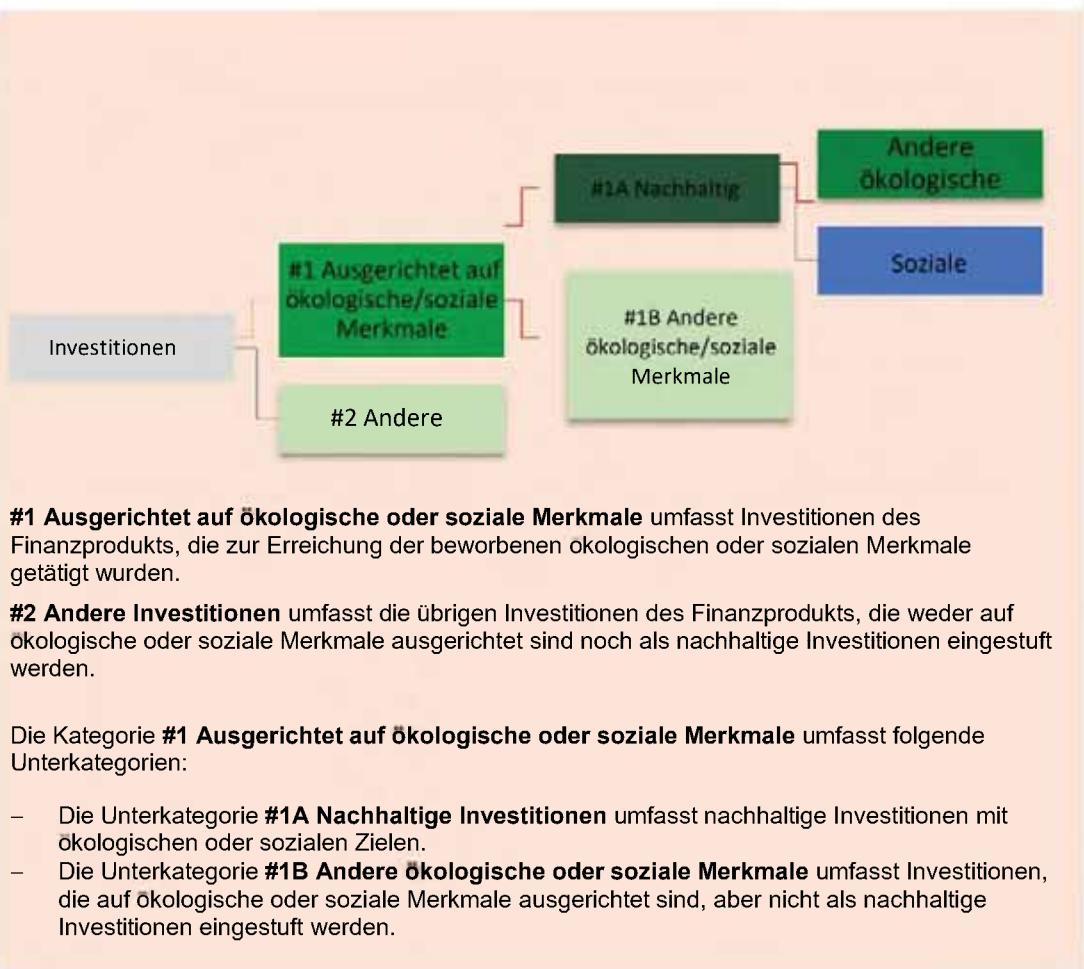 Andere
ökologische
#1A Nachhaltig
Soziale
#1 Ausgerichtet auf
ökologische/soziale
Merkmale
#1B Andere
ökologische/soziale
Merkmale
Investitionen
#2 Andere
#1 Ausgerichtet auf ökologische oder soziale Merkmale umfasst Investitionen des
Finanzprodukts, die zur Erreichung der beworbenen ökologischen oder sozialen Merkmale
getätigt wurden.
#2 Andere Investitionen umfasst die übrigen Investitionen des Finanzprodukts, die weder auf
ökologische oder soziale Merkmale ausgerichtet sind noch als nachhaltige Investitionen eingestuft
werden.
Die Kategorie #1 Ausgerichtet auf ökologische oder soziale Merkmale umfasst folgende
Unterkategorien:
– Die Unterkategorie #1A Nachhaltige Investitionen umfasst nachhaltige Investitionen mit
ökologischen oder sozialen Zielen.
– Die Unterkategorie #1B Andere ökologische oder soziale Merkmale umfasst Investitionen,
die auf ökologische oder soziale Merkmale ausgerichtet sind, aber nicht als nachhaltige
Investitionen eingestuft werden.